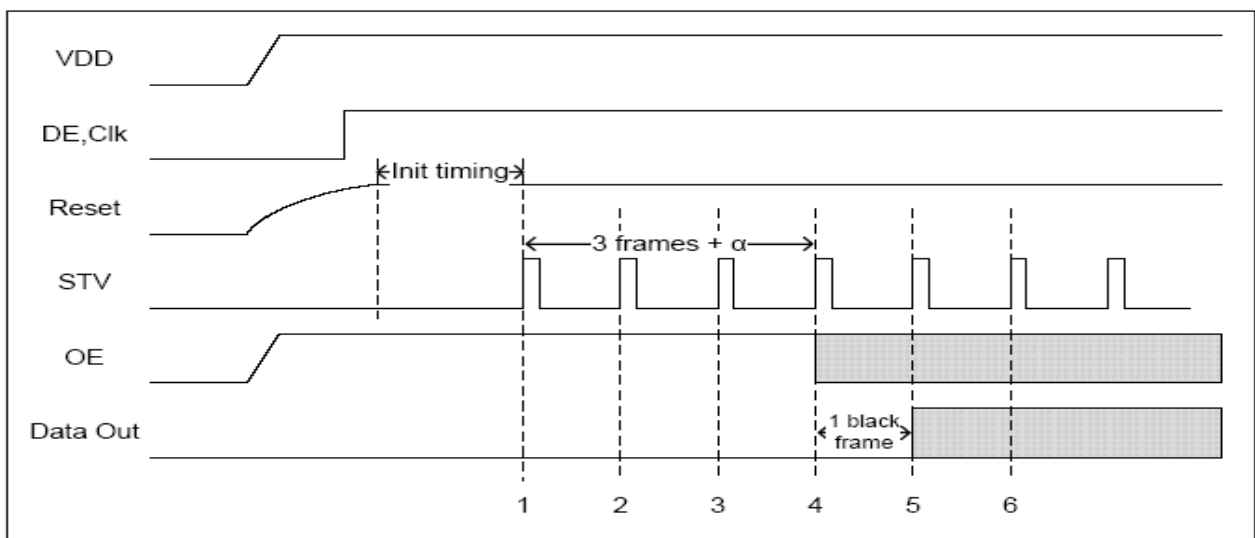 VDD
DE,Clk
Init timing
Reset
3 frames + α
STV
OE
1 black
frame
Data Out
1 2 3 4 5 6